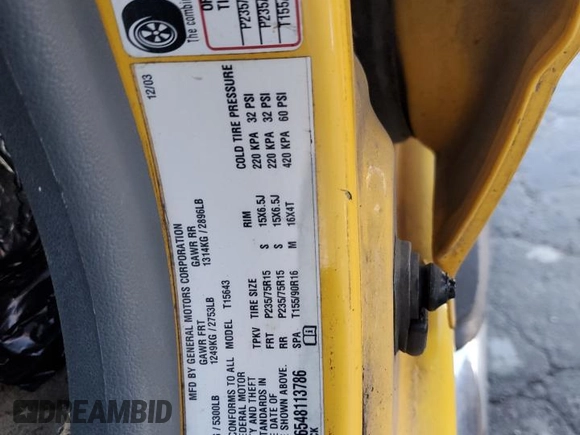 The combin
P235/
P235/
T155/
12/03
MFD BY GENERAL MOTORS CORPORATION
GAWR FRT GAWR RR
/ 5300LB 1249KG / 2753LB 1314KG / 2896LB
CONFORMS TO ALL MODEL T15643
MOTOR
AND THEFT
STANDARDS IN
DATE OF
SHOWN ABOVE.
6548113786
TPKV TIRE SIZE RIM COLD TIRE PRESSURE
FRT P235/75R15 S 15X6.5J 220 KPA 32 PSI
RR P235/75R15 S 15X6.5J 220 KPA 32 PSI
SPA T155/90R16 M 16X4T 420 KPA 60 PSI
DREAMBID